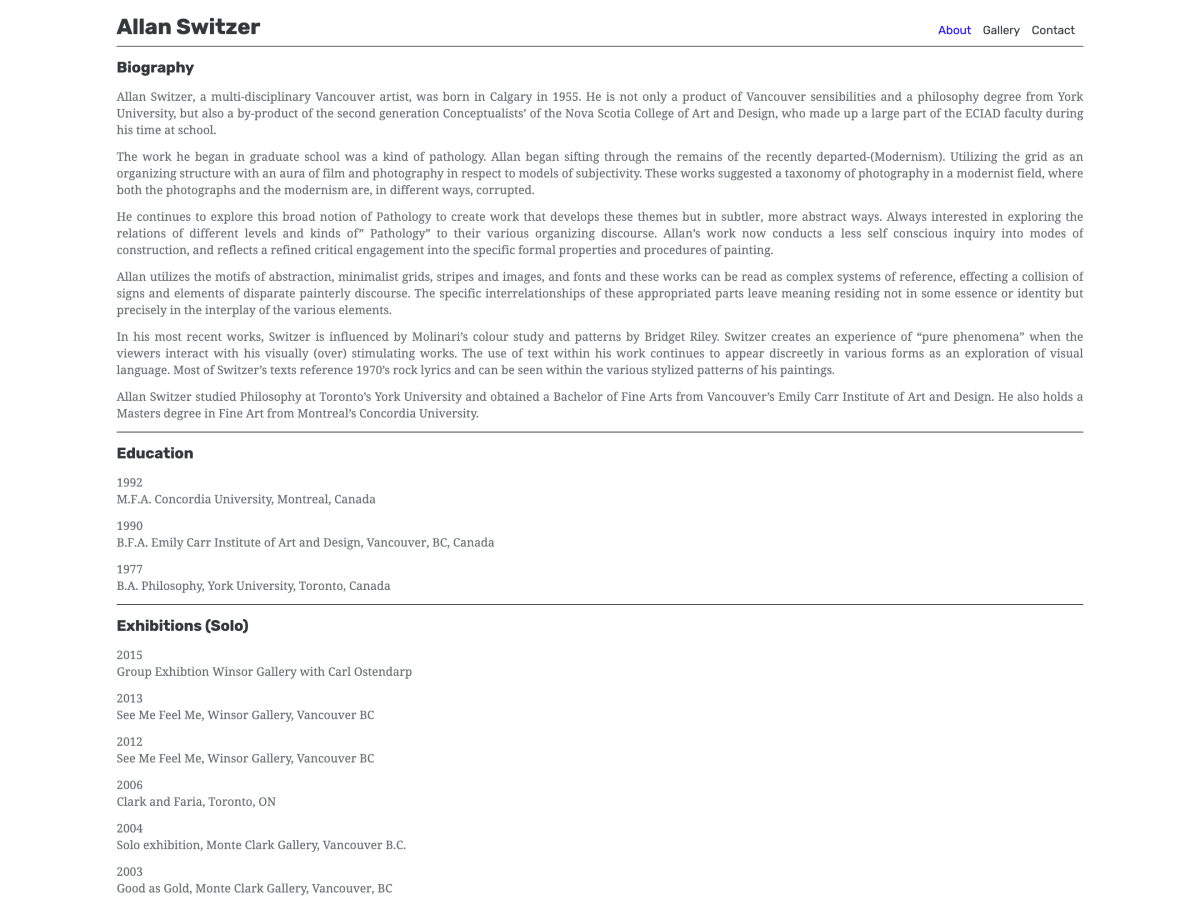 Allan Switzer
About Gallery Contact
Biography
Allan Switzer, a multi-disciplinary Vancouver artist, was born in Calgary in 1955. He is not only a product of Vancouver sensibilities and a philosophy degree from York
University, but also a by-product of the second generation Conceptualists’ of the Nova Scotia College of Art and Design, who made up a large part of the ECIAD faculty during
his time at school.
The work he began in graduate school was a kind of pathology. Allan began sifting through the remains of the recently departed-(Modernism). Utilizing the grid as an
organizing structure with an aura of film and photography in respect to models of subjectivity. These works suggested a taxonomy of photography in a modernist field, where
both the photographs and the modernism are, in different ways, corrupted.
He continues to explore this broad notion of Pathology to create work that develops these themes but in subtler, more abstract ways. Always interested in exploring the
relations of different levels and kinds of” Pathology” to their various organizing discourse. Allan’s work now conducts a less self conscious inquiry into modes of
construction, and reflects a refined critical engagement into the specific formal properties and procedures of painting.
Allan utilizes the motifs of abstraction, minimalist grids, stripes and images, and fonts and these works can be read as complex systems of reference, effecting a collision of
signs and elements of disparate painterly discourse. The specific interrelationships of these appropriated parts leave meaning residing not in some essence or identity but
precisely in the interplay of the various elements.
In his most recent works, Switzer is influenced by Molinari’s colour study and patterns by Bridget Riley. Switzer creates an experience of “pure phenomena” when the
viewers interact with his visually (over) stimulating works. The use of text within his work continues to appear discreetly in various forms as an exploration of visual
language. Most of Switzer’s texts reference 1970’s rock lyrics and can be seen within the various stylized patterns of his paintings.
Allan Switzer studied Philosophy at Toronto’s York University and obtained a Bachelor of Fine Arts from Vancouver’s Emily Carr Institute of Art and Design. He also holds a
Masters degree in Fine Art from Montreal’s Concordia University.
Education
1992
M.F.A. Concordia University, Montreal, Canada
1990
B.F.A. Emily Carr Institute of Art and Design, Vancouver, BC, Canada
1977
B.A. Philosophy, York University, Toronto, Canada
Exhibitions (Solo)
2015
Group Exhibtion Winsor Gallery with Carl Ostendarp
2013
See Me Feel Me, Winsor Gallery, Vancouver BC
2012
See Me Feel Me, Winsor Gallery, Vancouver BC
2006
Clark and Faria, Toronto, ON
2004
Solo exhibition, Monte Clark Gallery, Vancouver B.C.
2003
Good as Gold, Monte Clark Gallery, Vancouver, BC